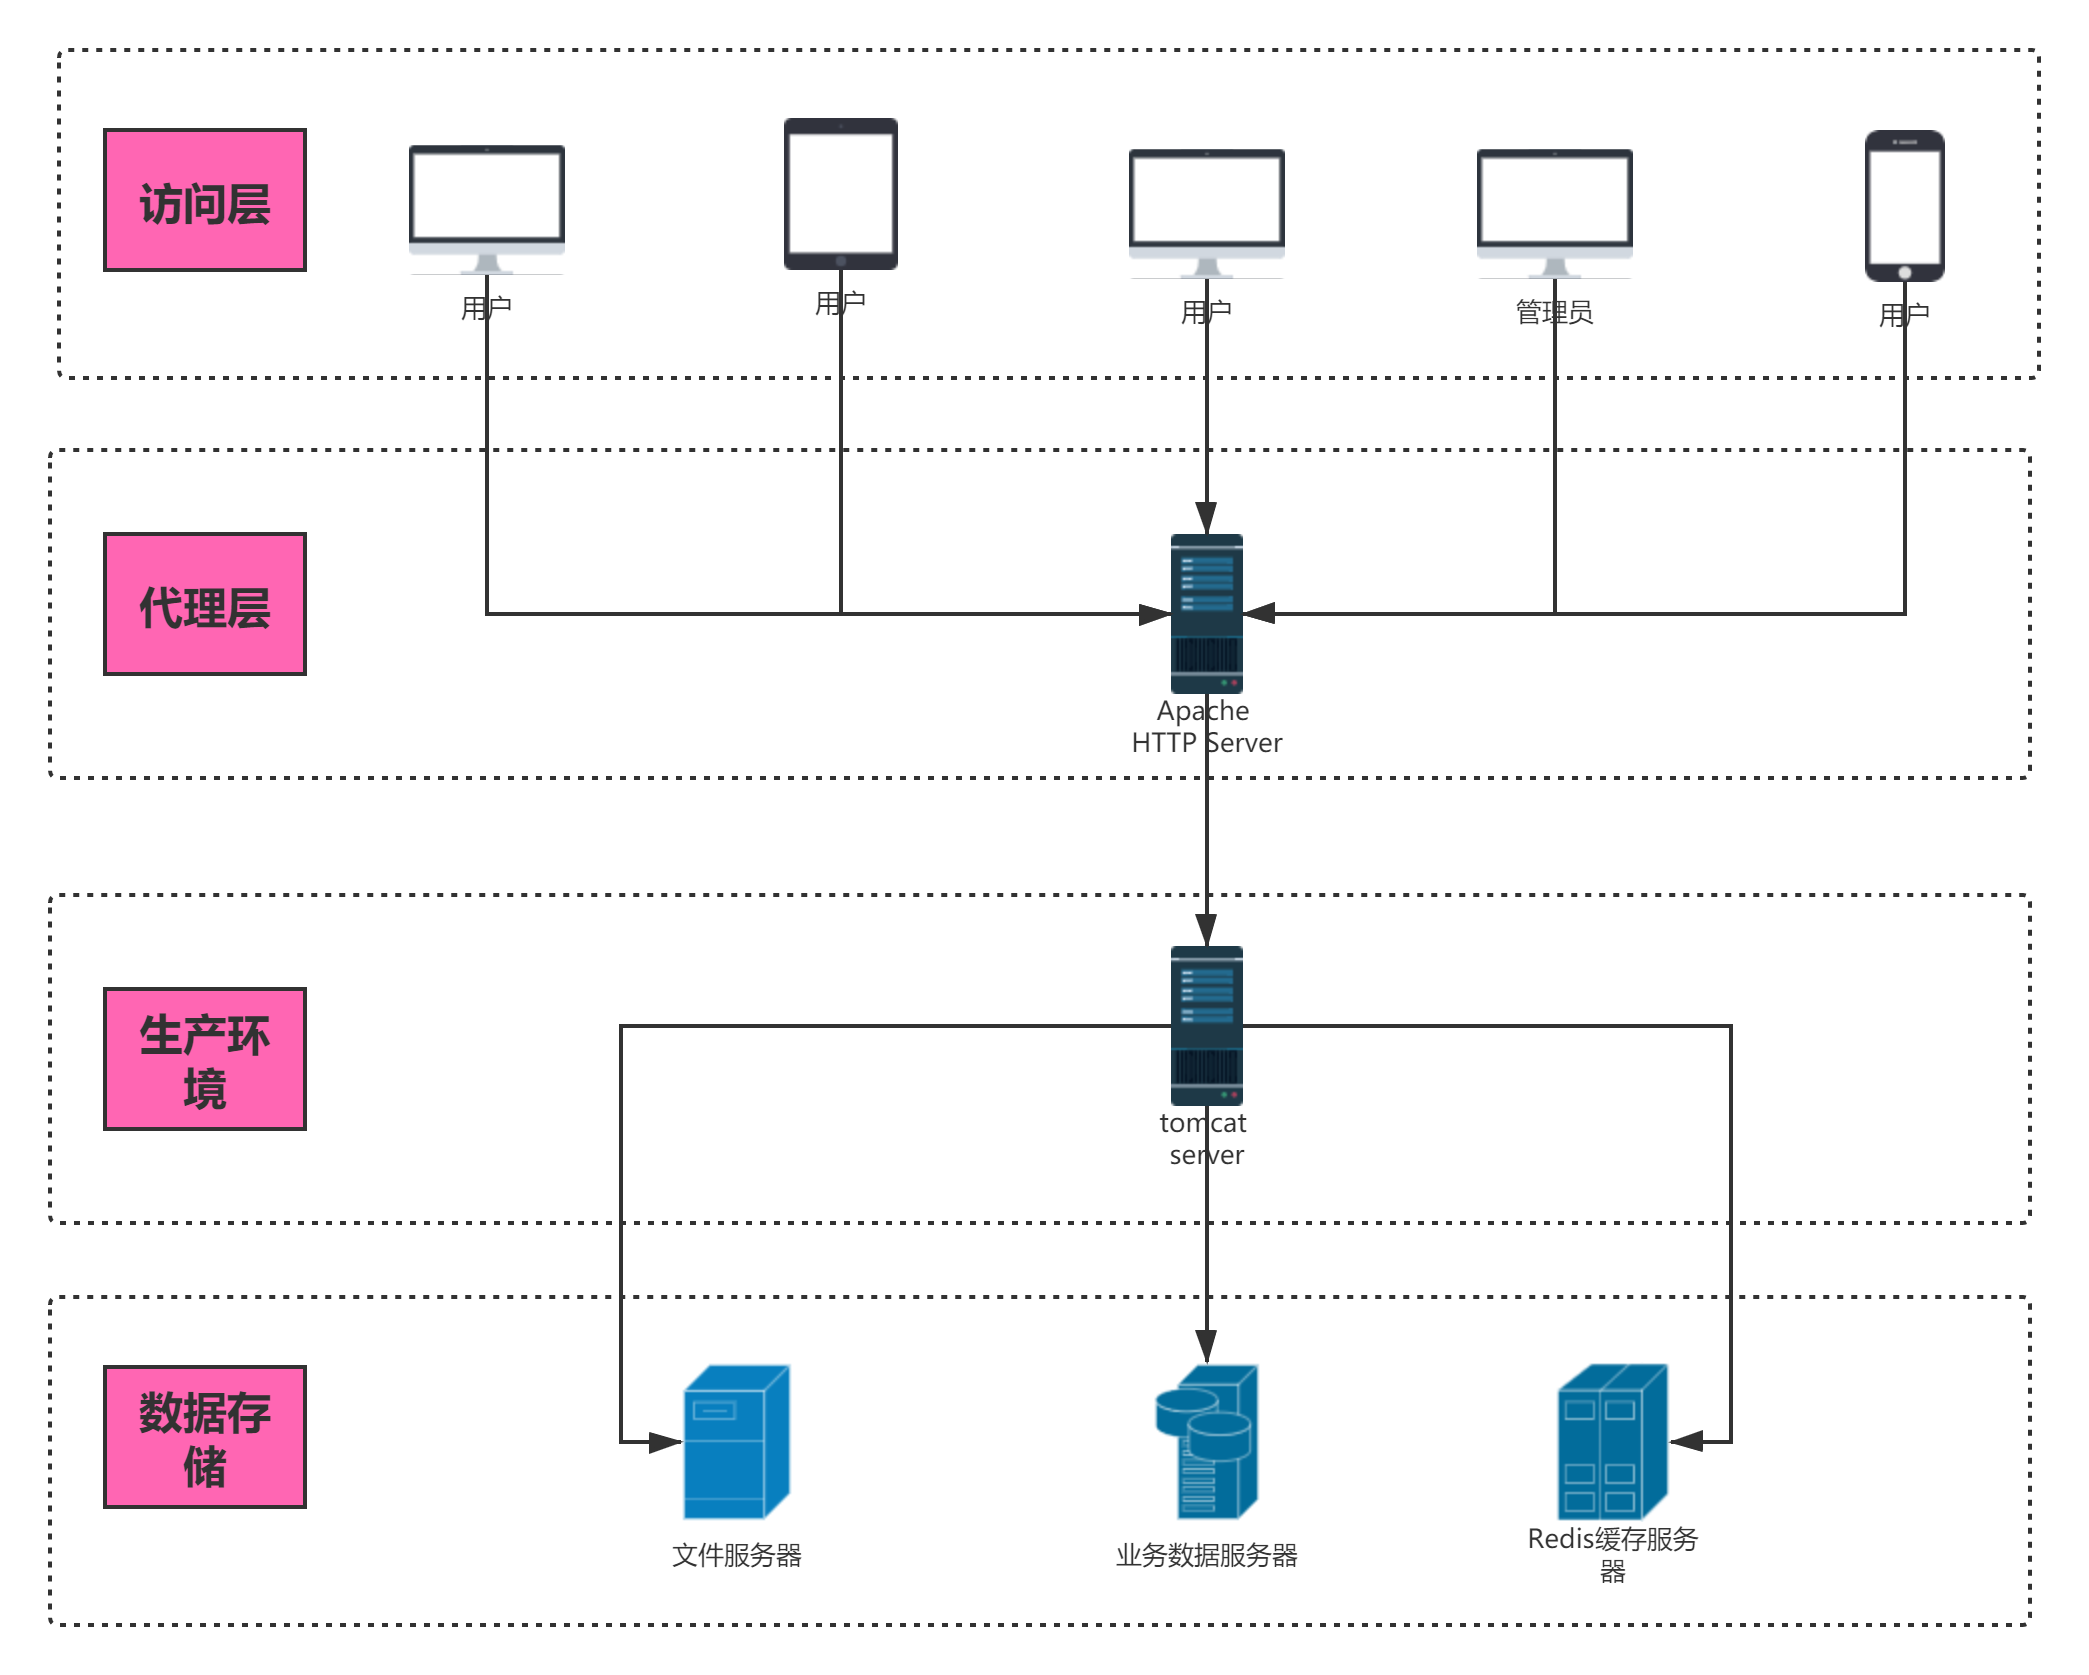 访问层
用户
用户
用户
管理员
用户
代理层
Apache
HTTP Server
生产环
境
tomcat
server
数据存
储
文件服务器
业务数据服务器
Redis缓存服务
器